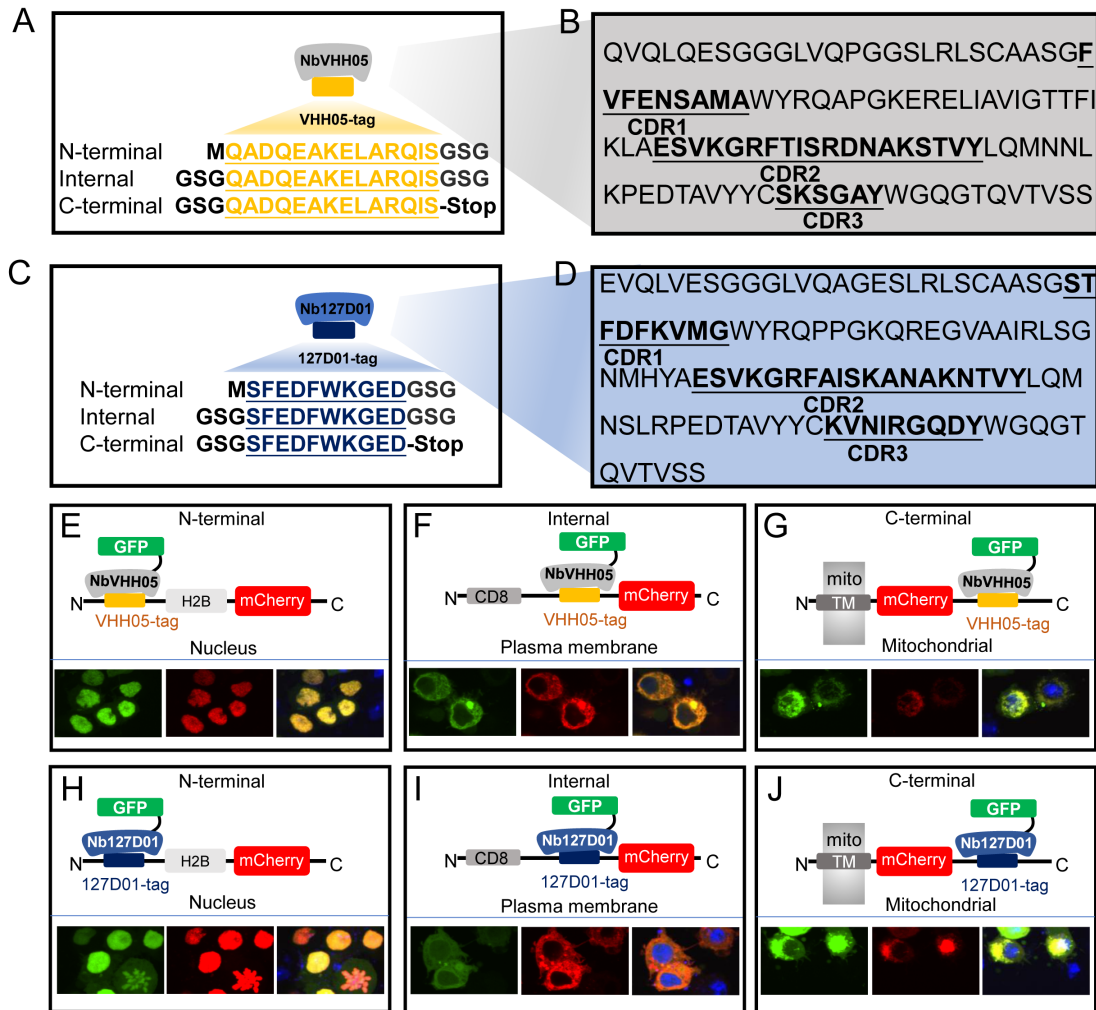 A
NbVHH05
VHH05-tag
N-terminal MQADQEAKELARQISGSG
Internal GSGQADQEAKELARQISGSG
C-terminal GSGQADQEAKELARQIS-Stop
B
QVQLQESGGGLVQPGGSLRLSCAASGF
VFENSAMAWYRQAPGKERELIAVIGTTFI
CDR1
KLAESVKGRFTISRDNAKSTVYLQMNNL
CDR2
KPEDTAVYYCSKSGAYWGQGTQVTVSS
CDR3
C
Nb127D01
127D01-tag
N-terminal MSFEDFWKGEDGSG
Internal GSGSFEDFWKGEDGSG
C-terminal GSGSFEDFWKGED-Stop
D
EVQLVESGGGLVQAGESLRLSCAASGST
FDFKVMGWYRQPPGKQREGVAAIRLSG
CDR1
NMHYAESVKGRFAISKANAKNTVYLQM
CDR2
NSLRPEDTAVYYCKVNIRGQDYWGQGT
CDR3
QVTVSS
E
N-terminal
GFP
NbVHH05
N H2B mCherry C
VHH05-tag
Nucleus
F
Internal
GFP
NbVHH05
N CD8 mCherry C
VHH05-tag
Plasma membrane
G
C-terminal
GFP
mito NbVHH05
N TM mCherry C
VHH05-tag
Mitochondrial
H
N-terminal
GFP
Nb127D01
N H2B mCherry C
127D01-tag
Nucleus
I
Internal
GFP
Nb127D01
N CD8 mCherry C
127D01-tag
Plasma membrane
J
C-terminal
GFP
mito Nb127D01
N TM mCherry C
127D01-tag
Mitochondrial